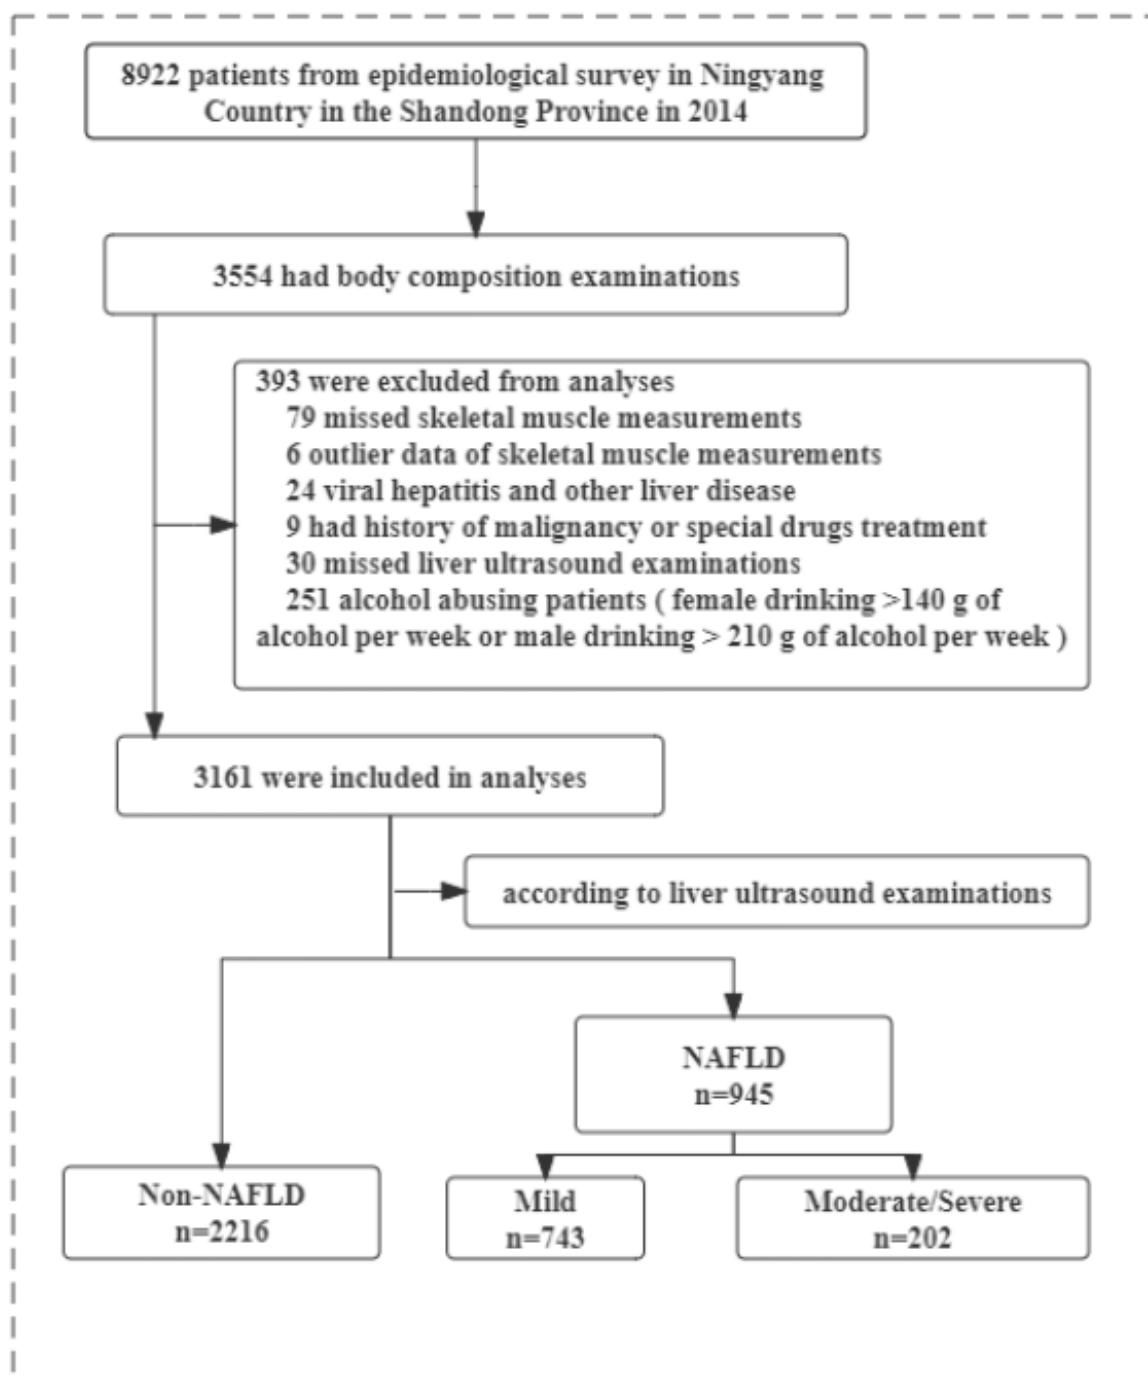 8922 patients from epidemiological survey in Ningyang
Country in the Shandong Province in 2014
3554 had body composition examinations
393 were excluded from analyses
79 missed skeletal muscle measurements
6 outlier data of skeletal muscle measurements
24 viral hepatitis and other liver disease
9 had history of malignancy or special drugs treatment
30 missed liver ultrasound examinations
251 alcohol abusing patients ( female drinking >140 g of
alcohol per week or male drinking > 210 g of alcohol per week )
3161 were included in analyses
according to liver ultrasound examinations
NAFLD
n=945
Non-NAFLD
n=2216
Mild
n=743
Moderate/Severe
n=202